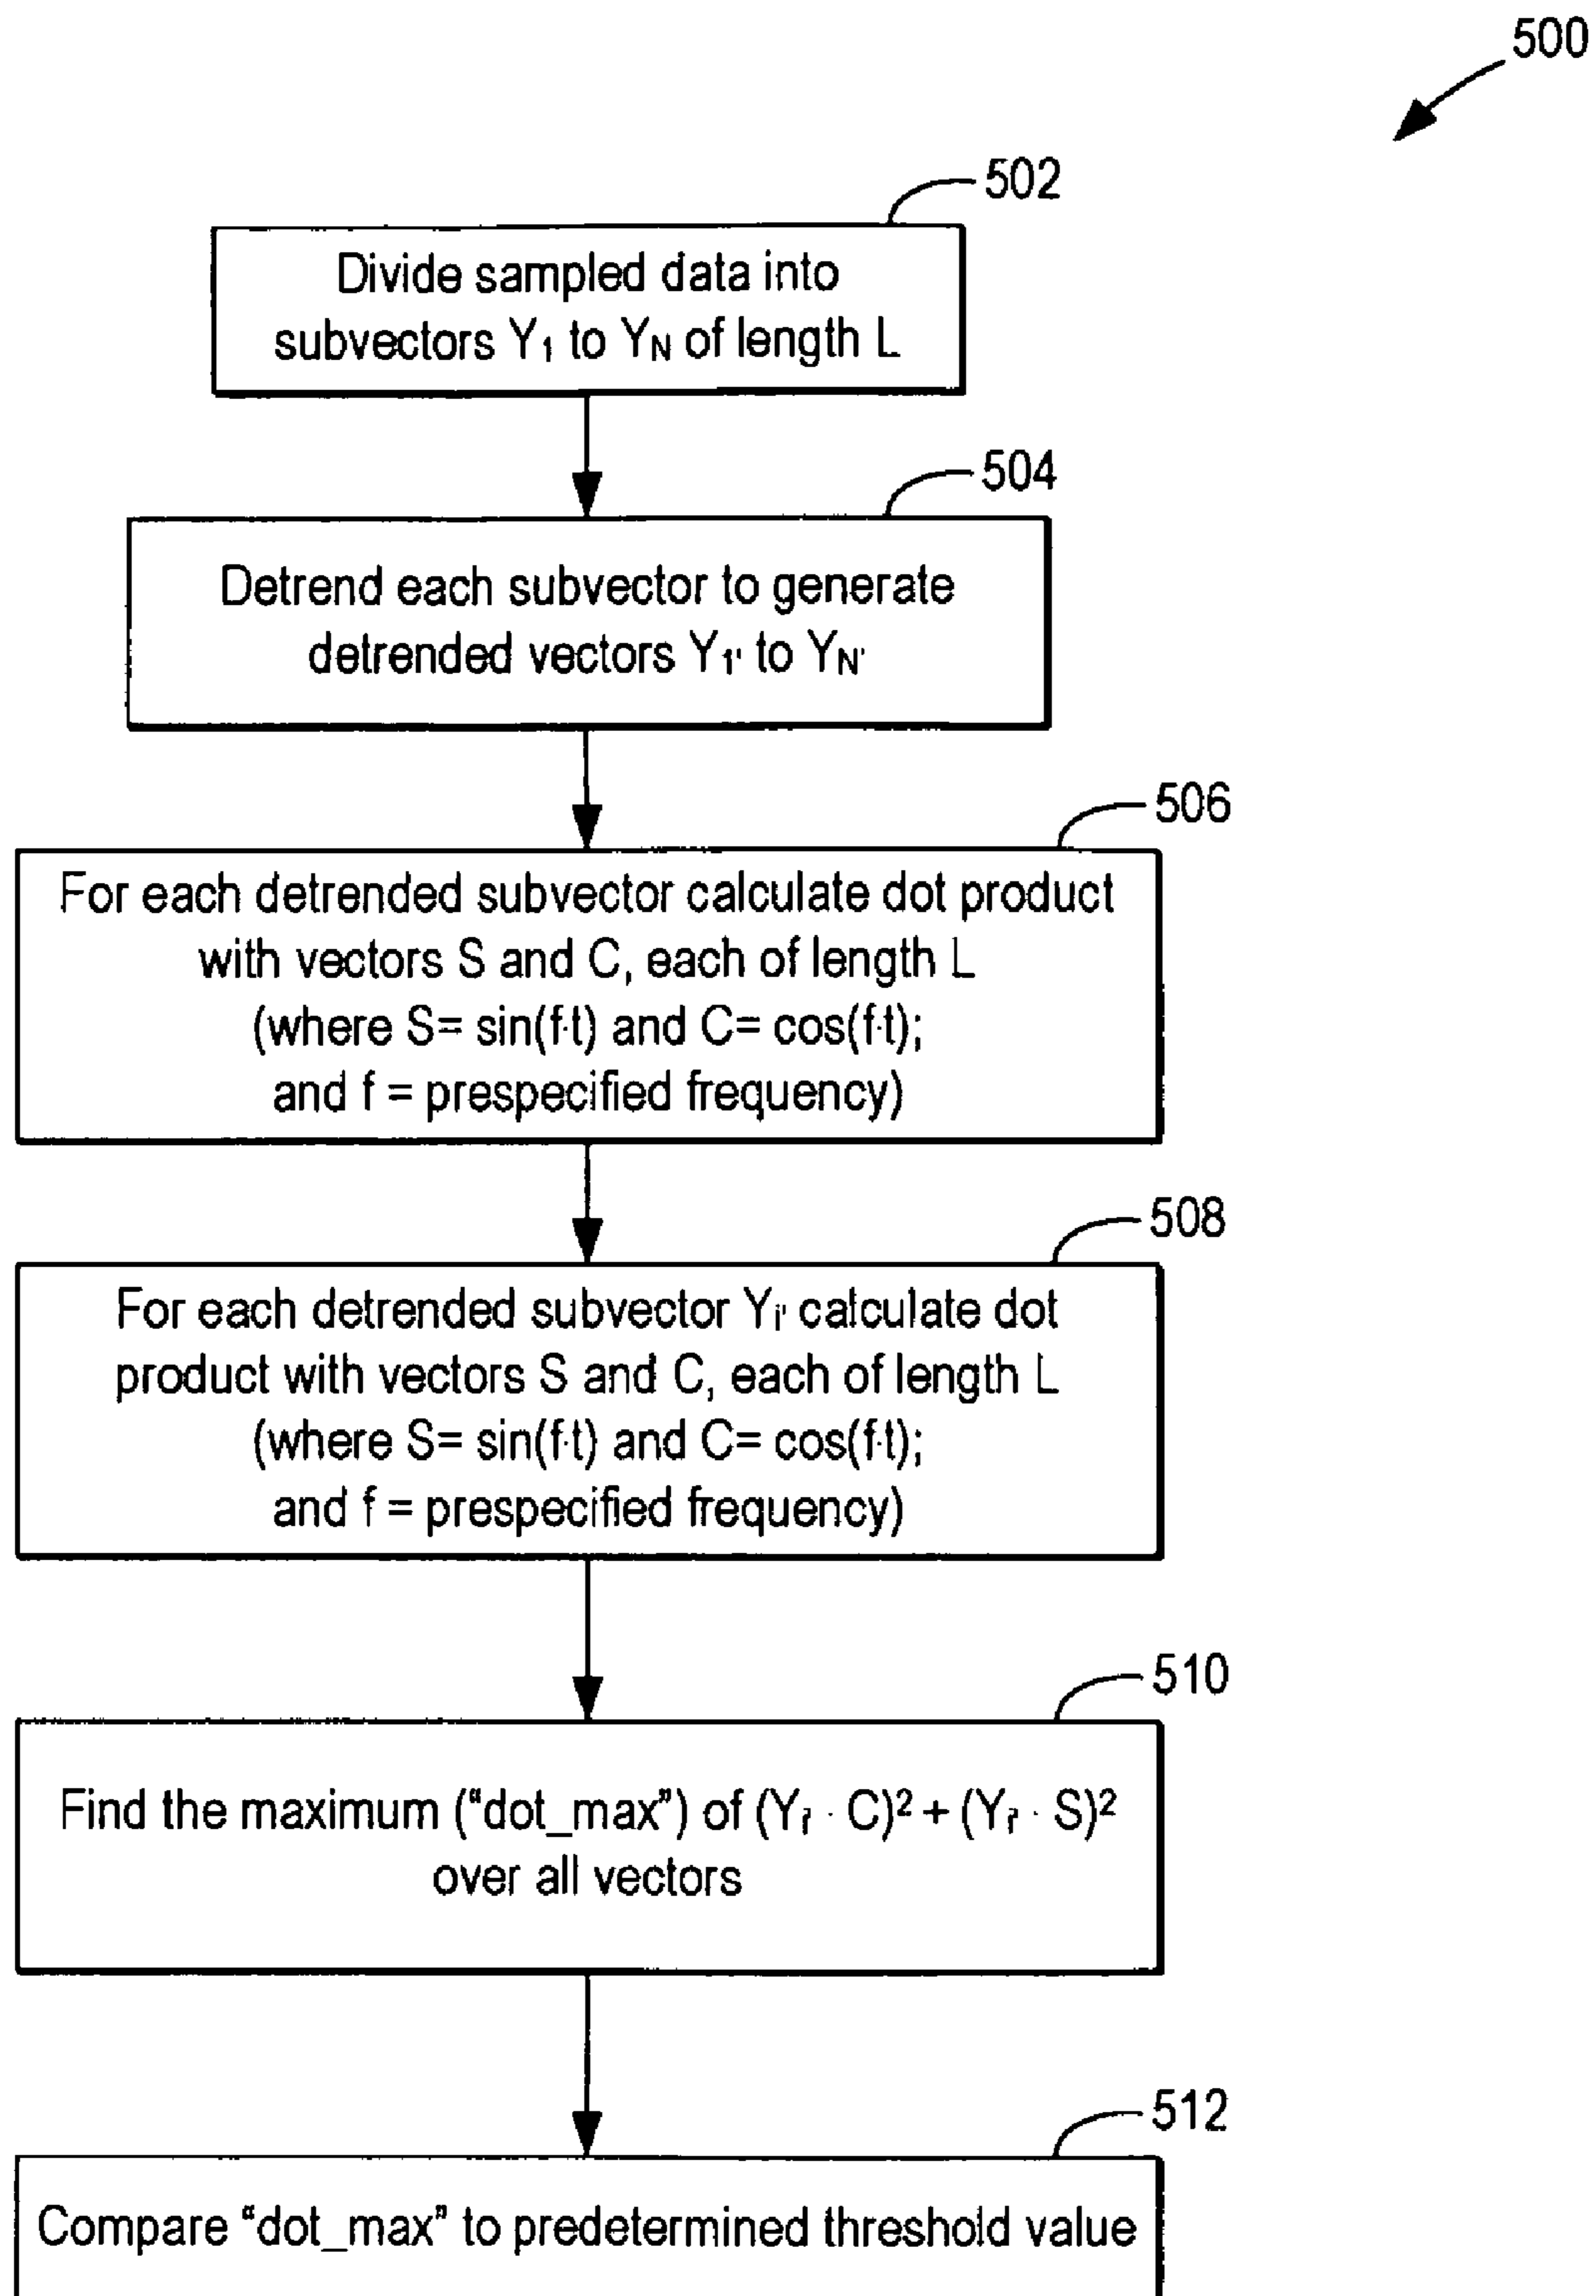 500
502
Divide sampled data into
subvectors Y₁ to Y_N of length L
504
Detrend each subvector to generate
detrended vectors Y₁' to Y_N'
506
For each detrended subvector calculate dot product
with vectors S and C, each of length L
(where S= sin(f·t) and C= cos(f·t);
and f = prespecified frequency)
508
For each detrended subvector Yᵢ' calculate dot
product with vectors S and C, each of length L
(where S= sin(f·t) and C= cos(f·t);
and f = prespecified frequency)
510
Find the maximum ("dot_max") of (Yᵢ' · C)² + (Yᵢ' · S)²
over all vectors
512
Compare "dot_max" to predetermined threshold value